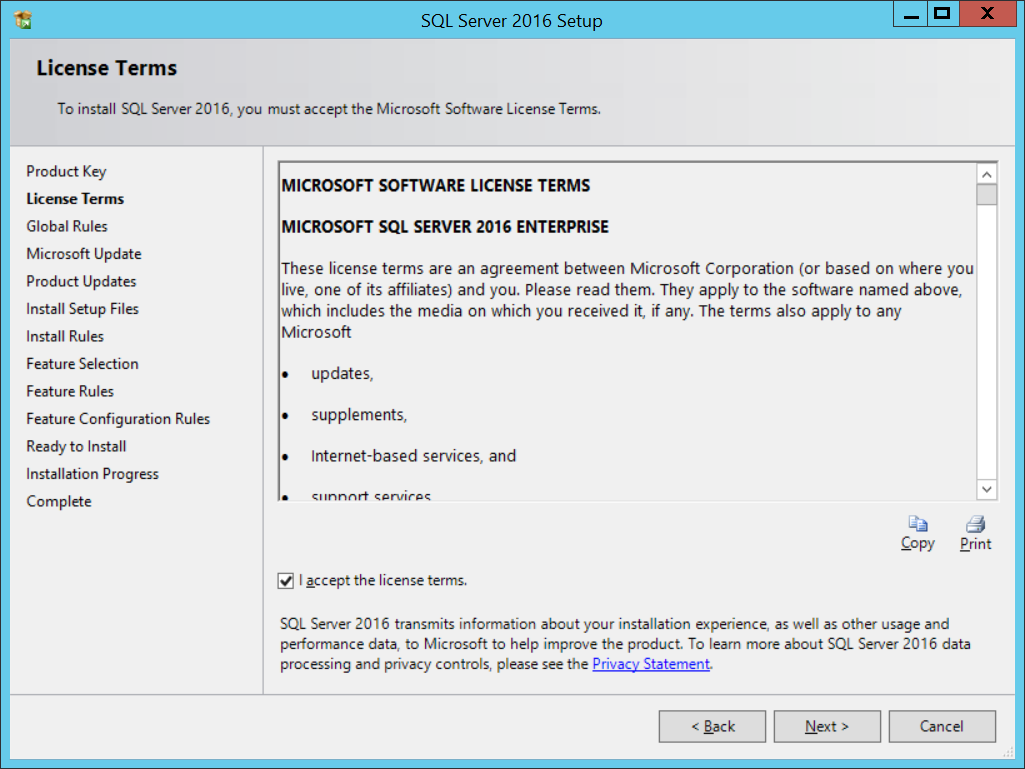 SQL Server 2016 Setup
License Terms
To install SQL Server 2016, you must accept the Microsoft Software License Terms.
Product Key
License Terms
Global Rules
Microsoft Update
Product Updates
Install Setup Files
Install Rules
Feature Selection
Feature Rules
Feature Configuration Rules
Ready to Install
Installation Progress
Complete
MICROSOFT SOFTWARE LICENSE TERMS
MICROSOFT SQL SERVER 2016 ENTERPRISE
These license terms are an agreement between Microsoft Corporation (or based on where you
live, one of its affiliates) and you. Please read them. They apply to the software named above,
which includes the media on which you received it, if any. The terms also apply to any
Microsoft
• updates,
• supplements,
• Internet-based services, and
• support services
Copy
Print
I accept the license terms.
SQL Server 2016 transmits information about your installation experience, as well as other usage and
performance data, to Microsoft to help improve the product. To learn more about SQL Server 2016 data
processing and privacy controls, please see the Privacy Statement.
< Back
Next >
Cancel